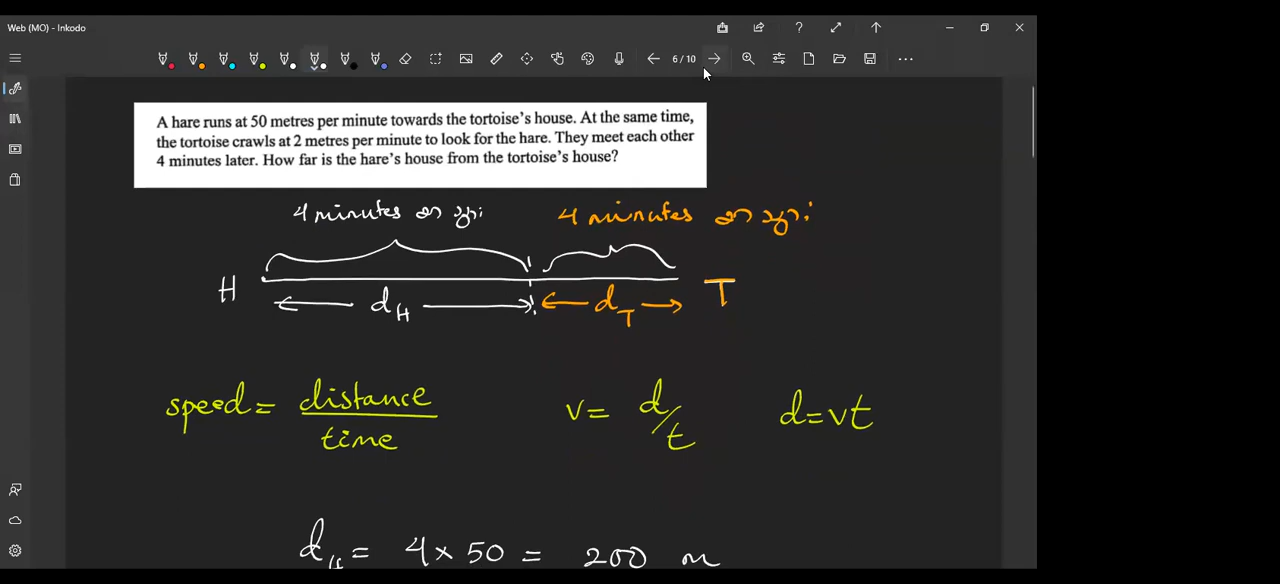 Web (MO) - Inkodo
6 / 10
A hare runs at 50 metres per minute towards the tortoise's house. At the same time,
the tortoise crawls at 2 metres per minute to look for the hare. They meet each other
4 minutes later. How far is the hare's house from the tortoise's house?
4 minutes
4 minutes
H
d_H
d_T
T
speed = distance / time
v = d/t
d = vt
d_H = 4 × 50 = 200 m